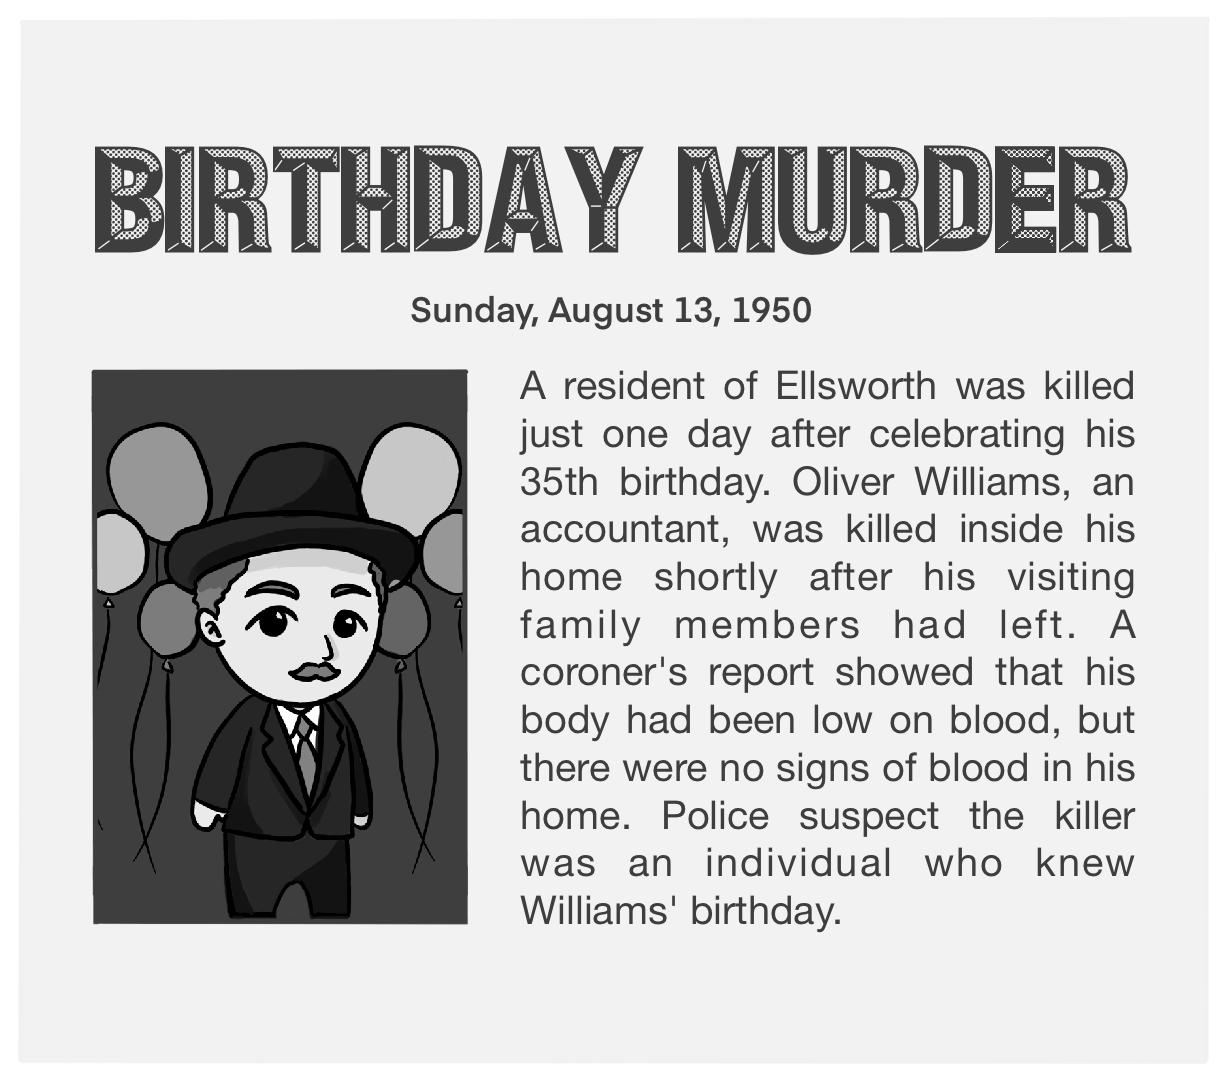 BIRTHDAY MURDER
Sunday, August 13, 1950
A resident of Ellsworth was killed
just one day after celebrating his
35th birthday. Oliver Williams, an
accountant, was killed inside his
home shortly after his visiting
family members had left. A
coroner's report showed that his
body had been low on blood, but
there were no signs of blood in his
home. Police suspect the killer
was an individual who knew
Williams' birthday.